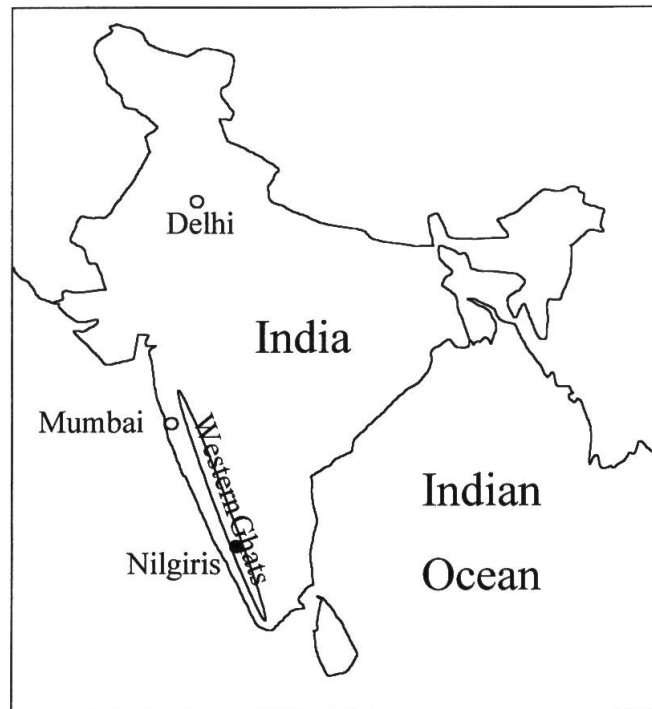 Delhi
India
Mumbai
Western Ghats
Indian
Nilgiris
Ocean